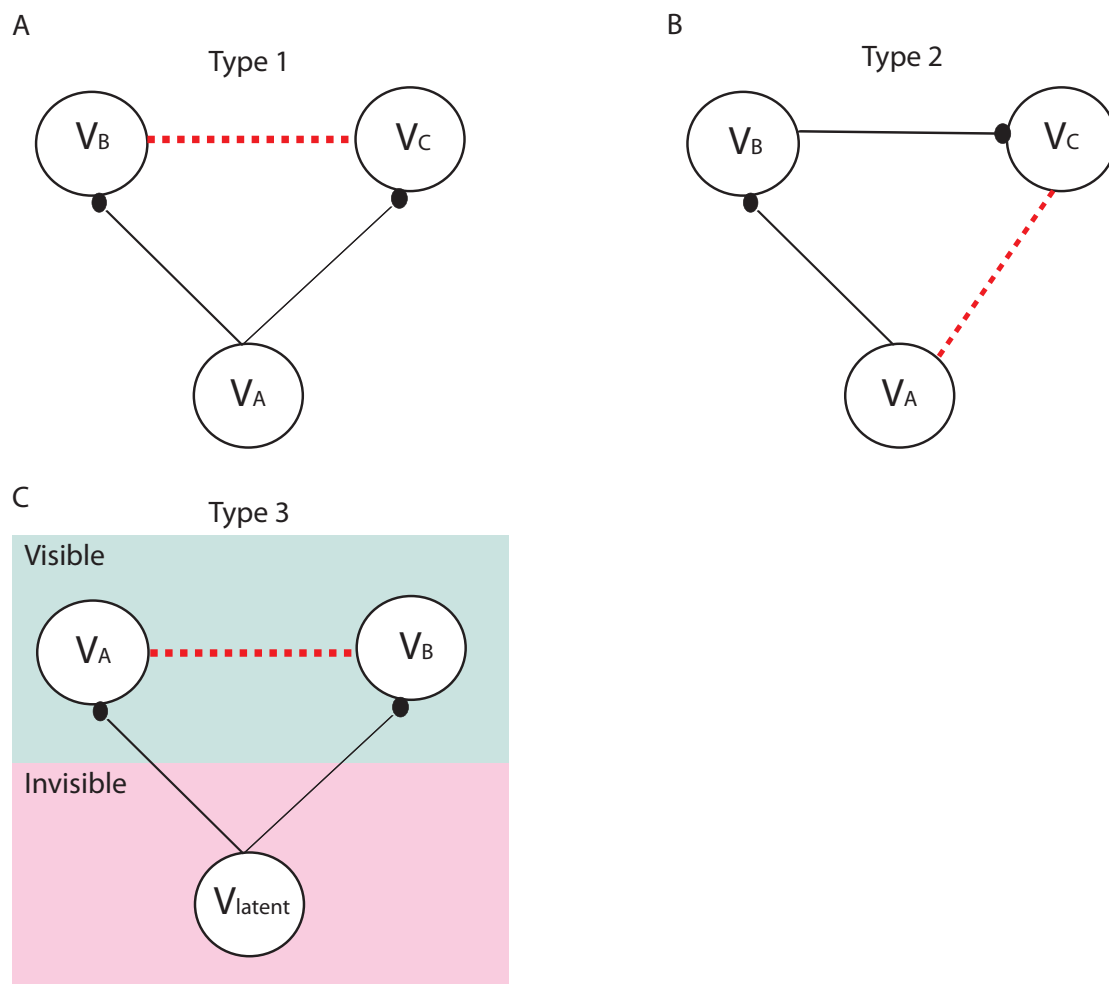 A
Type 1
VB
VC
VA
B
Type 2
VB
VC
VA
C
Type 3
Visible
VA
VB
Invisible
Vlatent